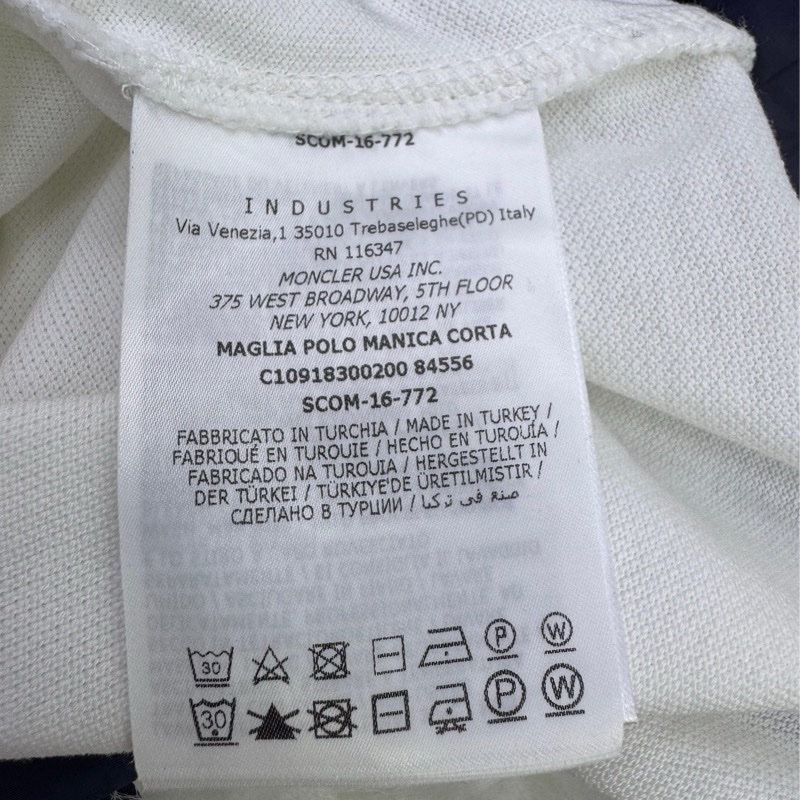 SCOM-16-772
INDUSTRIES
Via Venezia,1 35010 Trebaseleghe(PD) Italy
RN 116347
MONCLER USA INC.
375 WEST BROADWAY, 5TH FLOOR
NEW YORK, 10012 NY
MAGLIA POLO MANICA CORTA
C10918300200 84556
SCOM-16-772
FABBRICATO IN TURCHIA / MADE IN TURKEY /
FABRIQUÉ EN TURQUIE / HECHO EN TURQUÍA /
FABRICADO NA TURQUIA / HERGESTELLT IN
DER TÜRKEI / TÜRKIYE'DE ÜRETILMISTIR /
СДЕЛАНО В ТУРЦИИ / صنع في تركيا
30 P W
30 P W